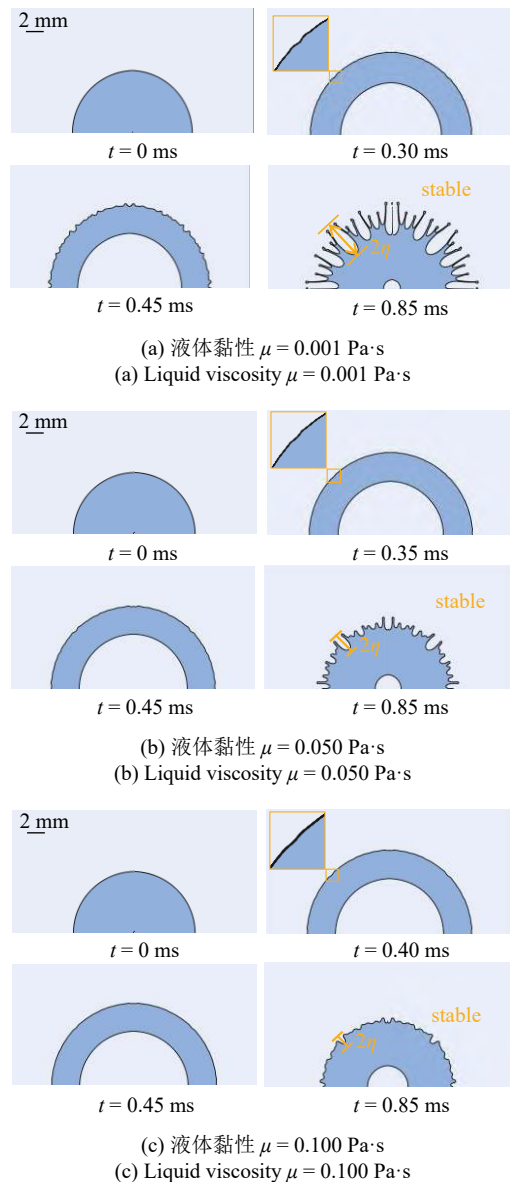 2 mm
t = 0 ms
t = 0.30 ms
stable
2η
t = 0.45 ms
t = 0.85 ms
(a) 液体黏性 μ = 0.001 Pa·s
(a) Liquid viscosity μ = 0.001 Pa·s
2 mm
t = 0 ms
t = 0.35 ms
stable
2η
t = 0.45 ms
t = 0.85 ms
(b) 液体黏性 μ = 0.050 Pa·s
(b) Liquid viscosity μ = 0.050 Pa·s
2 mm
t = 0 ms
t = 0.40 ms
stable
2η
t = 0.45 ms
t = 0.85 ms
(c) 液体黏性 μ = 0.100 Pa·s
(c) Liquid viscosity μ = 0.100 Pa·s